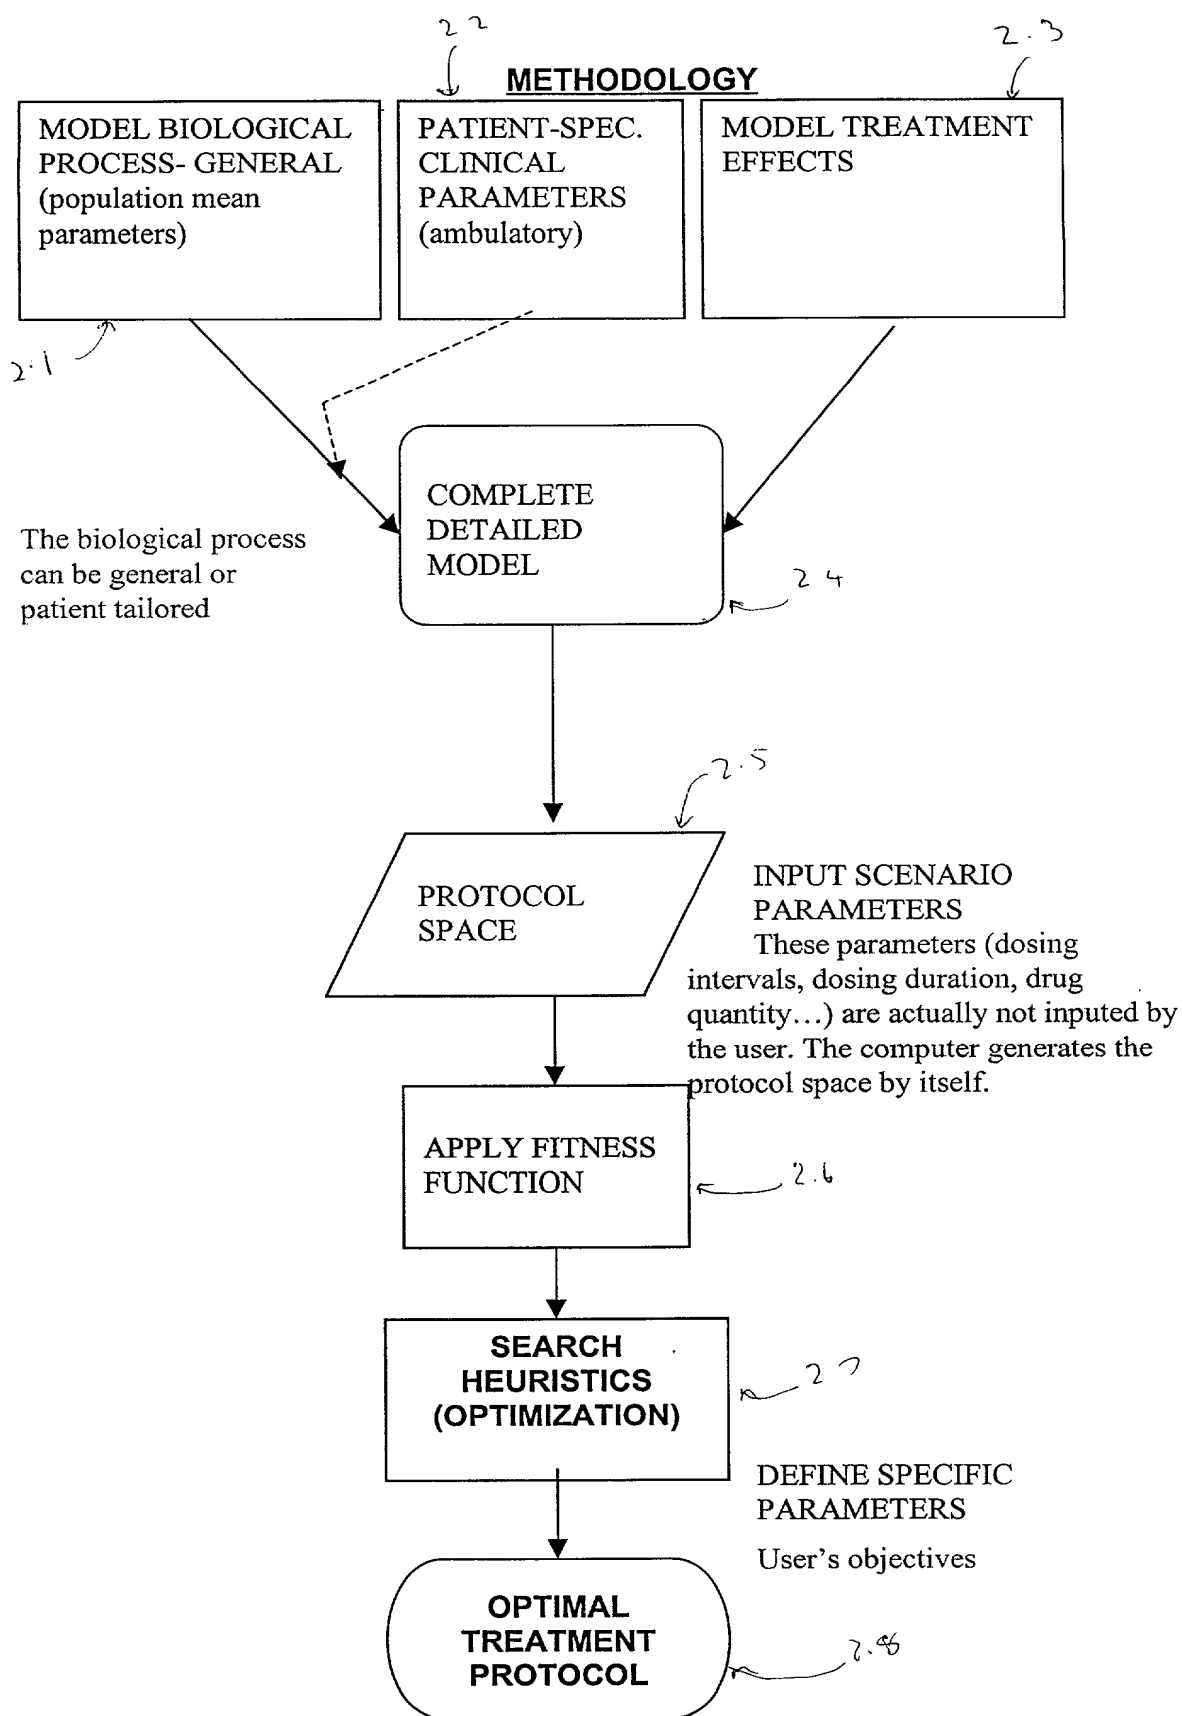 2.2
2.3
METHODOLOGY
MODEL BIOLOGICAL
PROCESS- GENERAL
(population mean
parameters)
PATIENT-SPEC.
CLINICAL
PARAMETERS
(ambulatory)
MODEL TREATMENT
EFFECTS
2.1
COMPLETE
DETAILED
MODEL
The biological process
can be general or
patient tailored
2 4
2.5
PROTOCOL
SPACE
INPUT SCENARIO
PARAMETERS
These parameters (dosing
intervals, dosing duration, drug
quantity...) are actually not inputed by
the user. The computer generates the
protocol space by itself.
APPLY FITNESS
FUNCTION
2.6
SEARCH
HEURISTICS
(OPTIMIZATION)
2 7
DEFINE SPECIFIC
PARAMETERS
User's objectives
OPTIMAL
TREATMENT
PROTOCOL
2.8